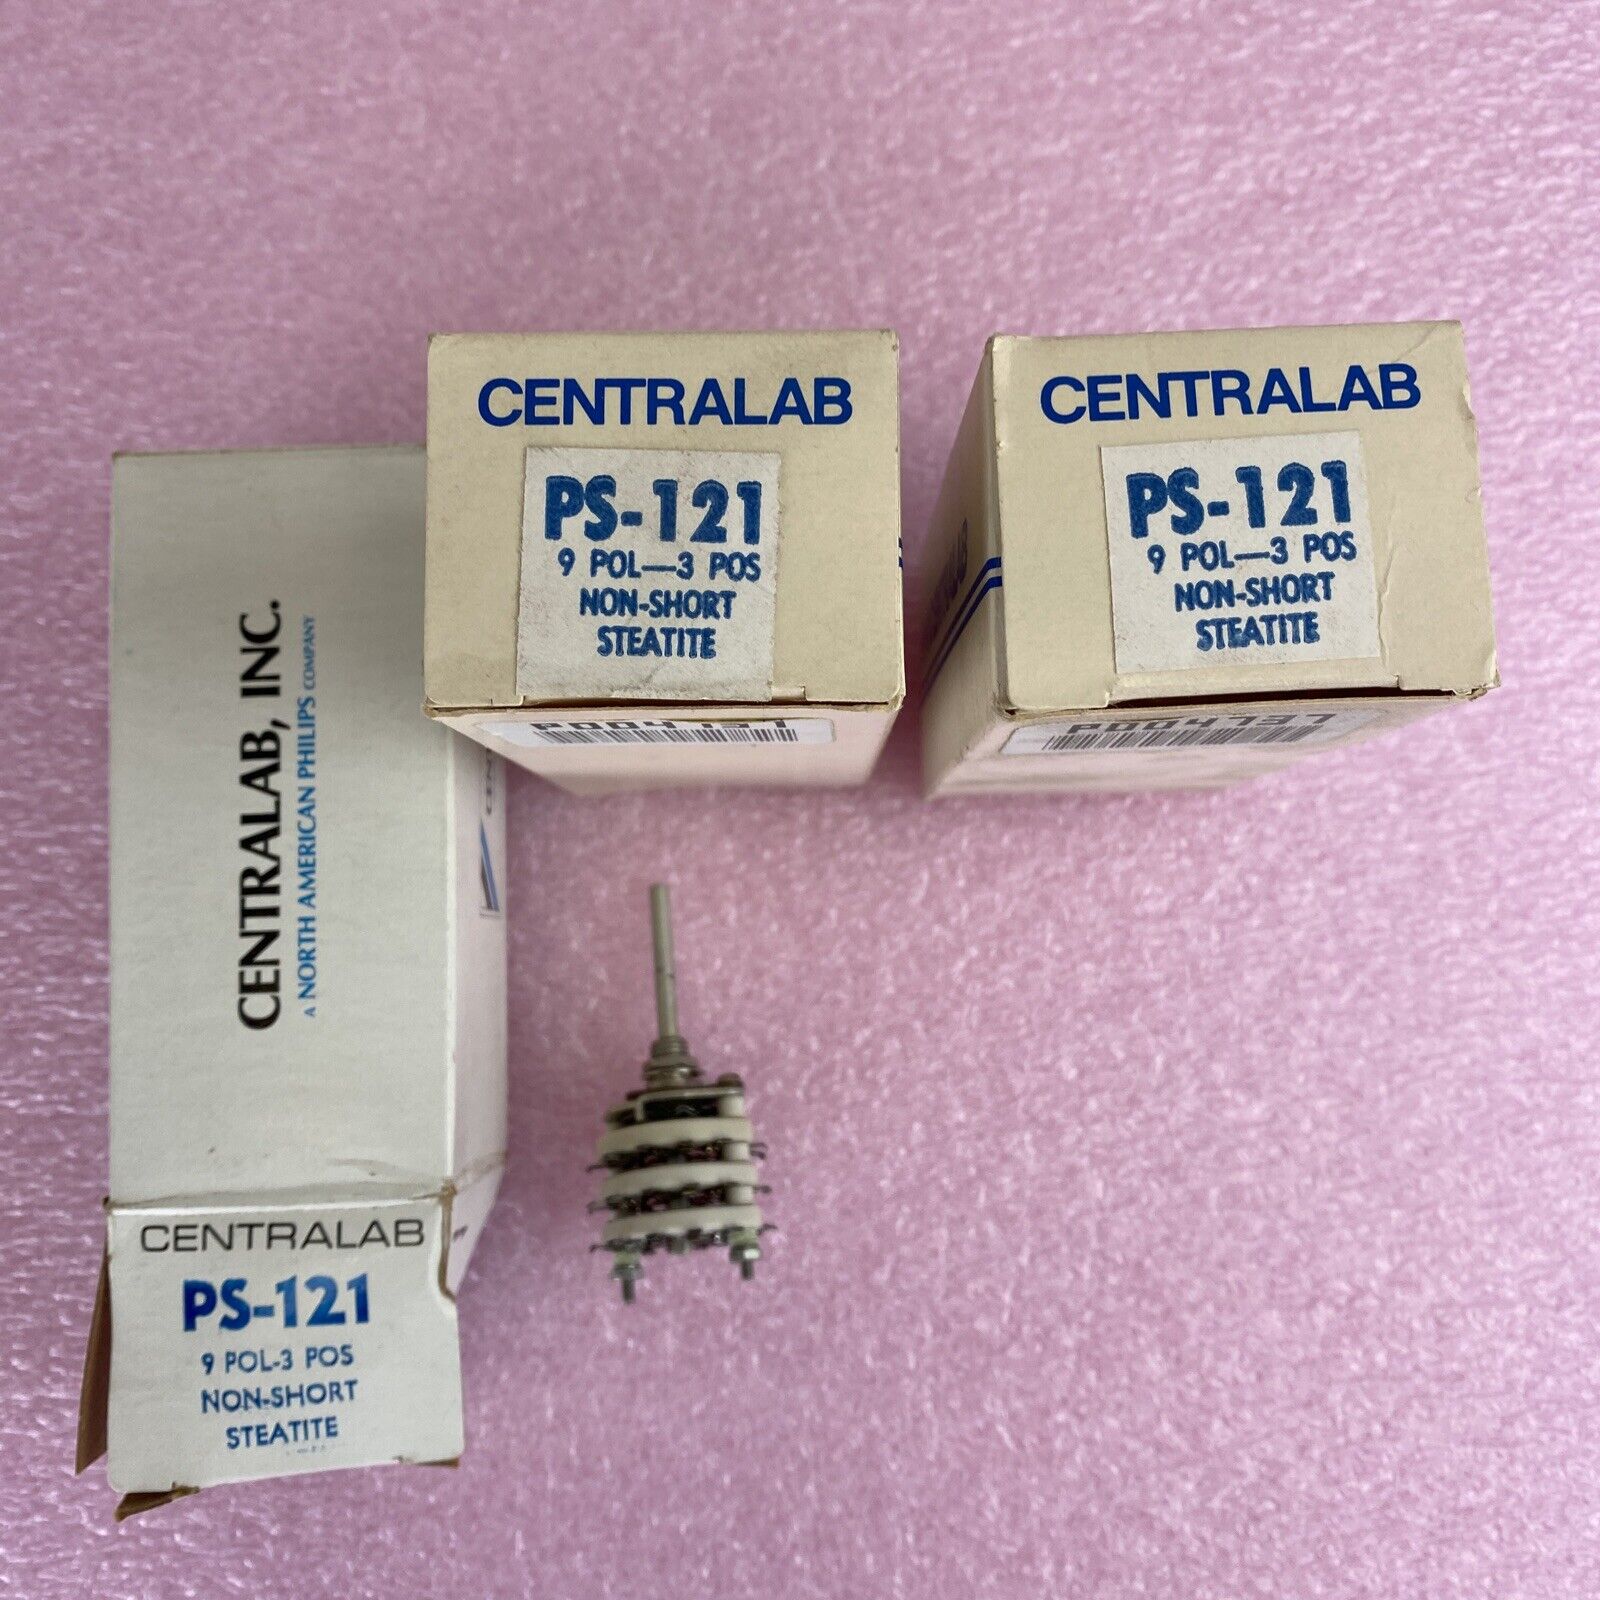 CENTRALAB
PS-121
9 POL—3 POS
NON-SHORT
STEATITE
CENTRALAB
PS-121
9 POL—3 POS
NON-SHORT
STEATITE
P0004737
CENTRALAB, INC.
A NORTH AMERICAN PHILIPS COMPANY
CENTRALAB
PS-121
9 POL-3 POS
NON-SHORT
STEATITE